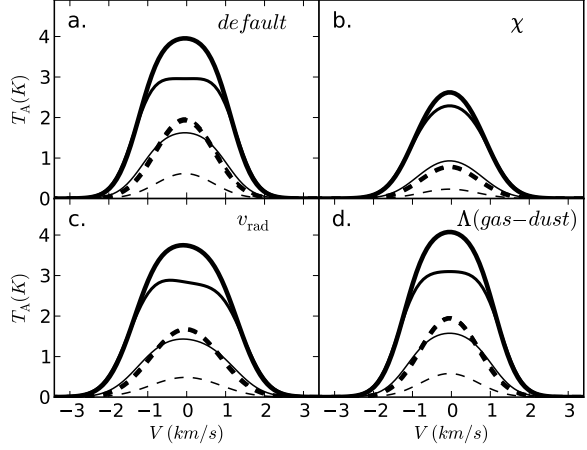 a. default
b. χ
4
3
2
1
0
T_A(K)
c. v_rad
d. Λ(gas−dust)
4
3
2
1
0
T_A(K)
−3 −2 −1 0 1 2 3 −3 −2 −1 0 1 2 3
V (km/s) V (km/s)